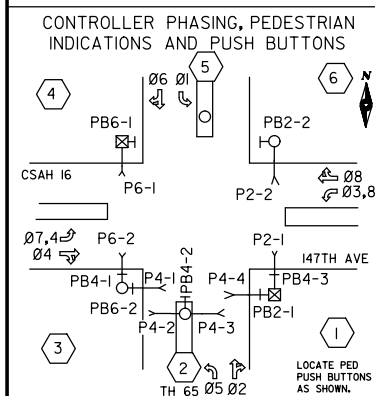 CONTROLLER PHASING, PEDESTRIAN
INDICATIONS AND PUSH BUTTONS
5
6
4
Ø6 Ø1
N
PB6-1
PB2-2
CSAH 16
P6-1
P2-2
Ø8
Ø3,8
Ø7,4
Ø4
P6-2
PB4-2
P2-1
147TH AVE
PB4-1
P4-1
P4-4
PB4-3
PB6-2
PB2-1
P4-2
P4-3
3
2
1
TH 65
Ø5 Ø2
LOCATE PED
PUSH BUTTONS
AS SHOWN.